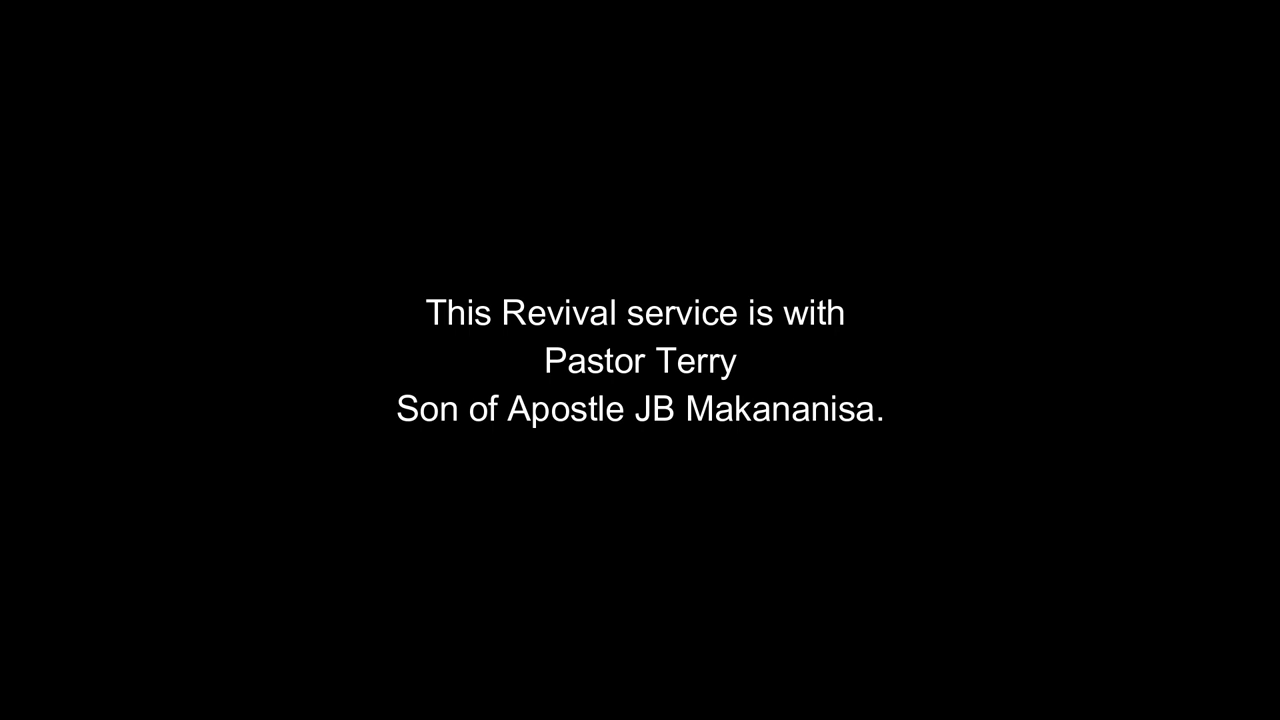 This Revival service is with
Pastor Terry
Son of Apostle JB Makananisa.